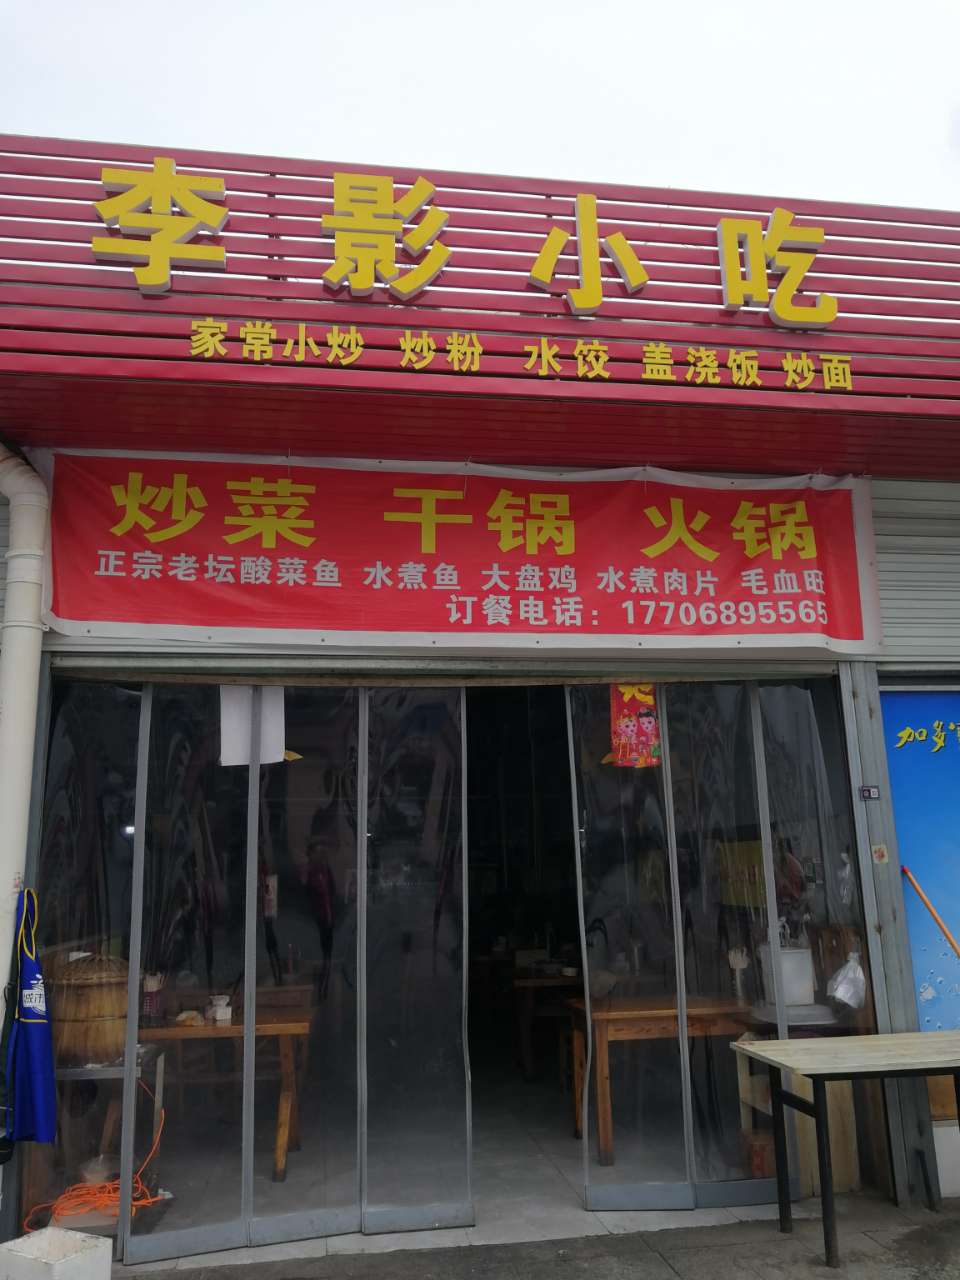 李影小吃
家常小炒 炒粉 水饺 盖浇饭 炒面
炒菜 干锅 火锅
正宗老坛酸菜鱼 水煮鱼 大盘鸡 水煮肉片 毛血旺
订餐电话：17706895565
加多